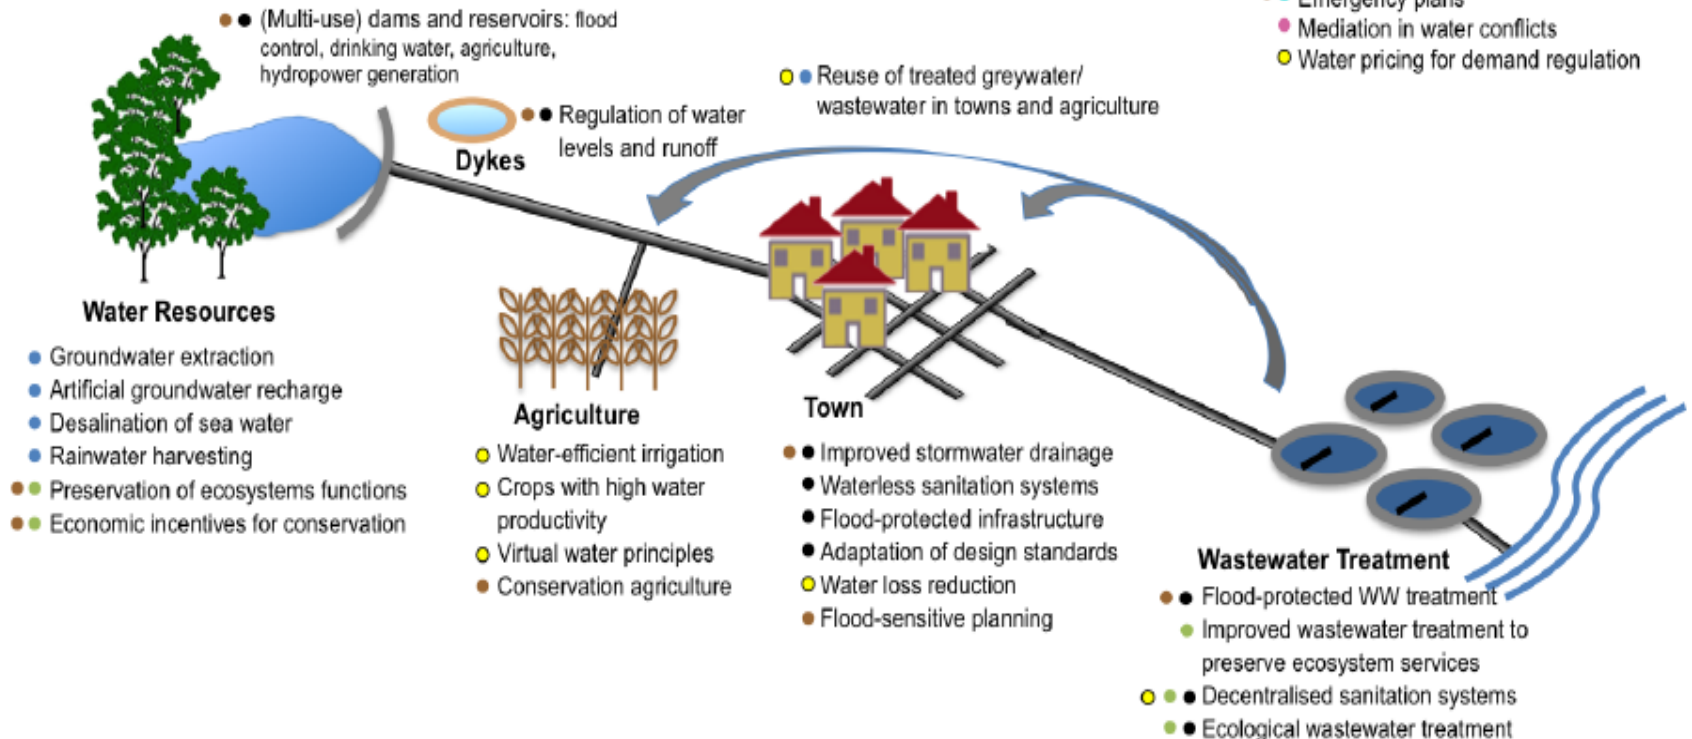 (Multi-use) dams and reservoirs: flood
control, drinking water, agriculture,
hydropower generation
Emergency plans
Mediation in water conflicts
Water pricing for demand regulation
Reuse of treated greywater/
wastewater in towns and agriculture
Regulation of water
levels and runoff
Dykes
Water Resources
Groundwater extraction
Artificial groundwater recharge
Desalination of sea water
Rainwater harvesting
Preservation of ecosystems functions
Economic incentives for conservation
Agriculture
Water-efficient irrigation
Crops with high water
productivity
Virtual water principles
Conservation agriculture
Town
Improved stormwater drainage
Waterless sanitation systems
Flood-protected infrastructure
Adaptation of design standards
Water loss reduction
Flood-sensitive planning
Wastewater Treatment
Flood-protected WW treatment
Improved wastewater treatment to
preserve ecosystem services
Decentralised sanitation systems
Ecological wastewater treatment